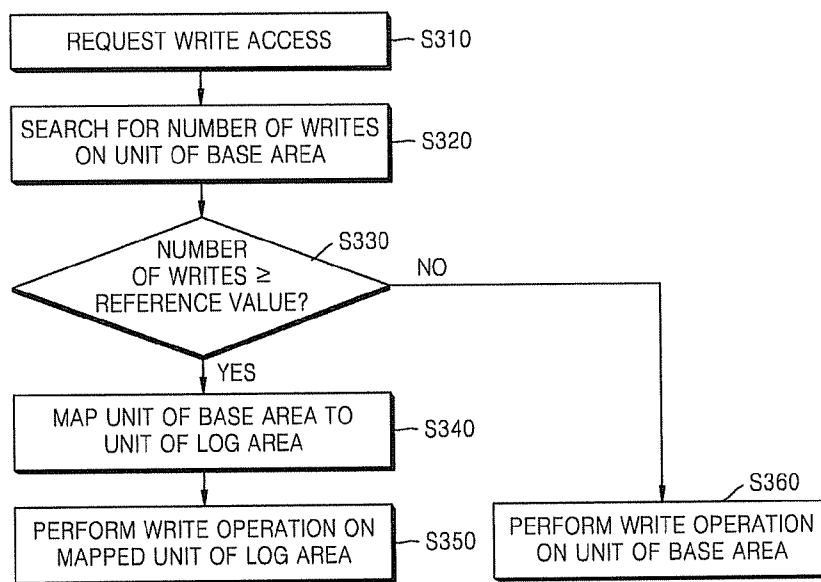 REQUEST WRITE ACCESS
S310
SEARCH FOR NUMBER OF WRITES
ON UNIT OF BASE AREA
S320
NUMBER
OF WRITES ≥
REFERENCE VALUE?
S330
NO
YES
MAP UNIT OF BASE AREA TO
UNIT OF LOG AREA
S340
PERFORM WRITE OPERATION ON
MAPPED UNIT OF LOG AREA
S350
S360
PERFORM WRITE OPERATION
ON UNIT OF BASE AREA